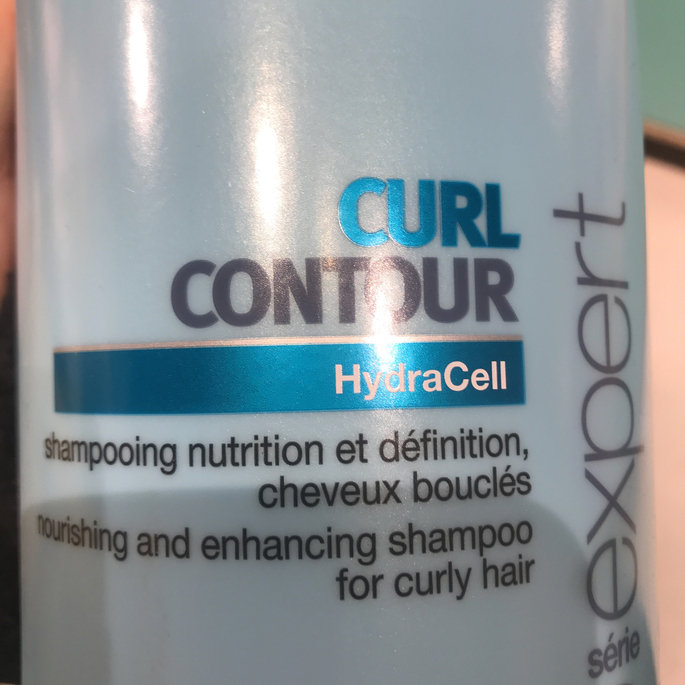 CURL
CONTOUR
HydraCell
shampooing nutrition et définition,
cheveux bouclés
nourishing and enhancing shampoo
for curly hair
série expert